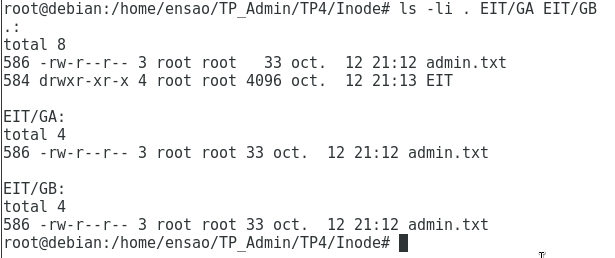 root@debian:/home/ensao/TP_Admin/TP4/Inode# ls -li . EIT/GA EIT/GB
.:
total 8
586 -rw-r--r-- 3 root root   33 oct.  12 21:12 admin.txt
584 drwxr-xr-x 4 root root 4096 oct.  12 21:13 EIT

EIT/GA:
total 4
586 -rw-r--r-- 3 root root 33 oct.  12 21:12 admin.txt

EIT/GB:
total 4
586 -rw-r--r-- 3 root root 33 oct.  12 21:12 admin.txt
root@debian:/home/ensao/TP_Admin/TP4/Inode#